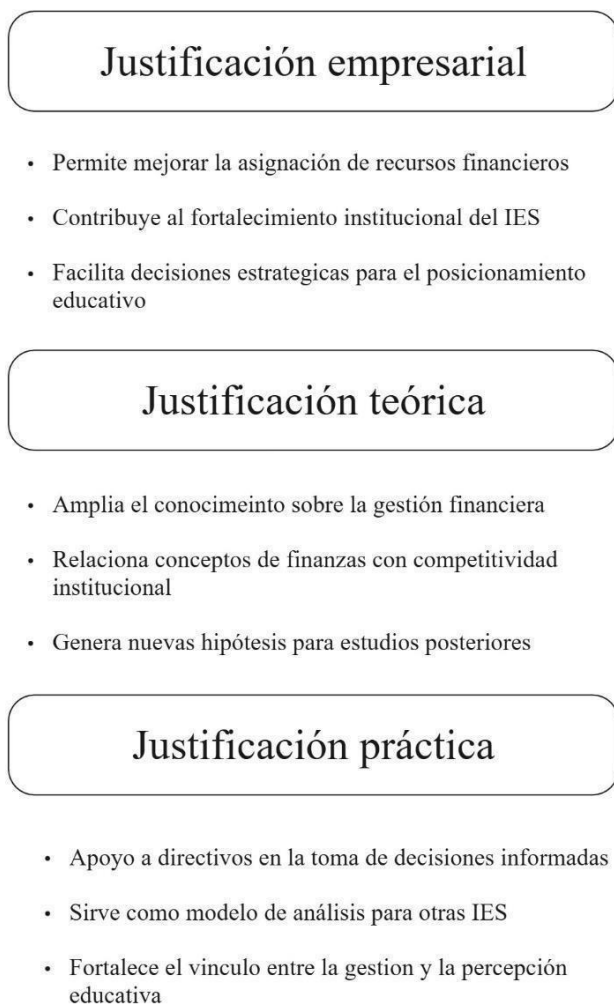 Justificación empresarial
• Permite mejorar la asignación de recursos financieros
• Contribuye al fortalecimiento institucional del IES
• Facilita decisiones estrategicas para el posicionamiento
educativo
Justificación teórica
• Amplia el conocimeinto sobre la gestión financiera
• Relaciona conceptos de finanzas con competitividad
institucional
• Genera nuevas hipótesis para estudios posteriores
Justificación práctica
• Apoyo a directivos en la toma de decisiones informadas
• Sirve como modelo de análisis para otras IES
• Fortalece el vinculo entre la gestion y la percepción
educativa